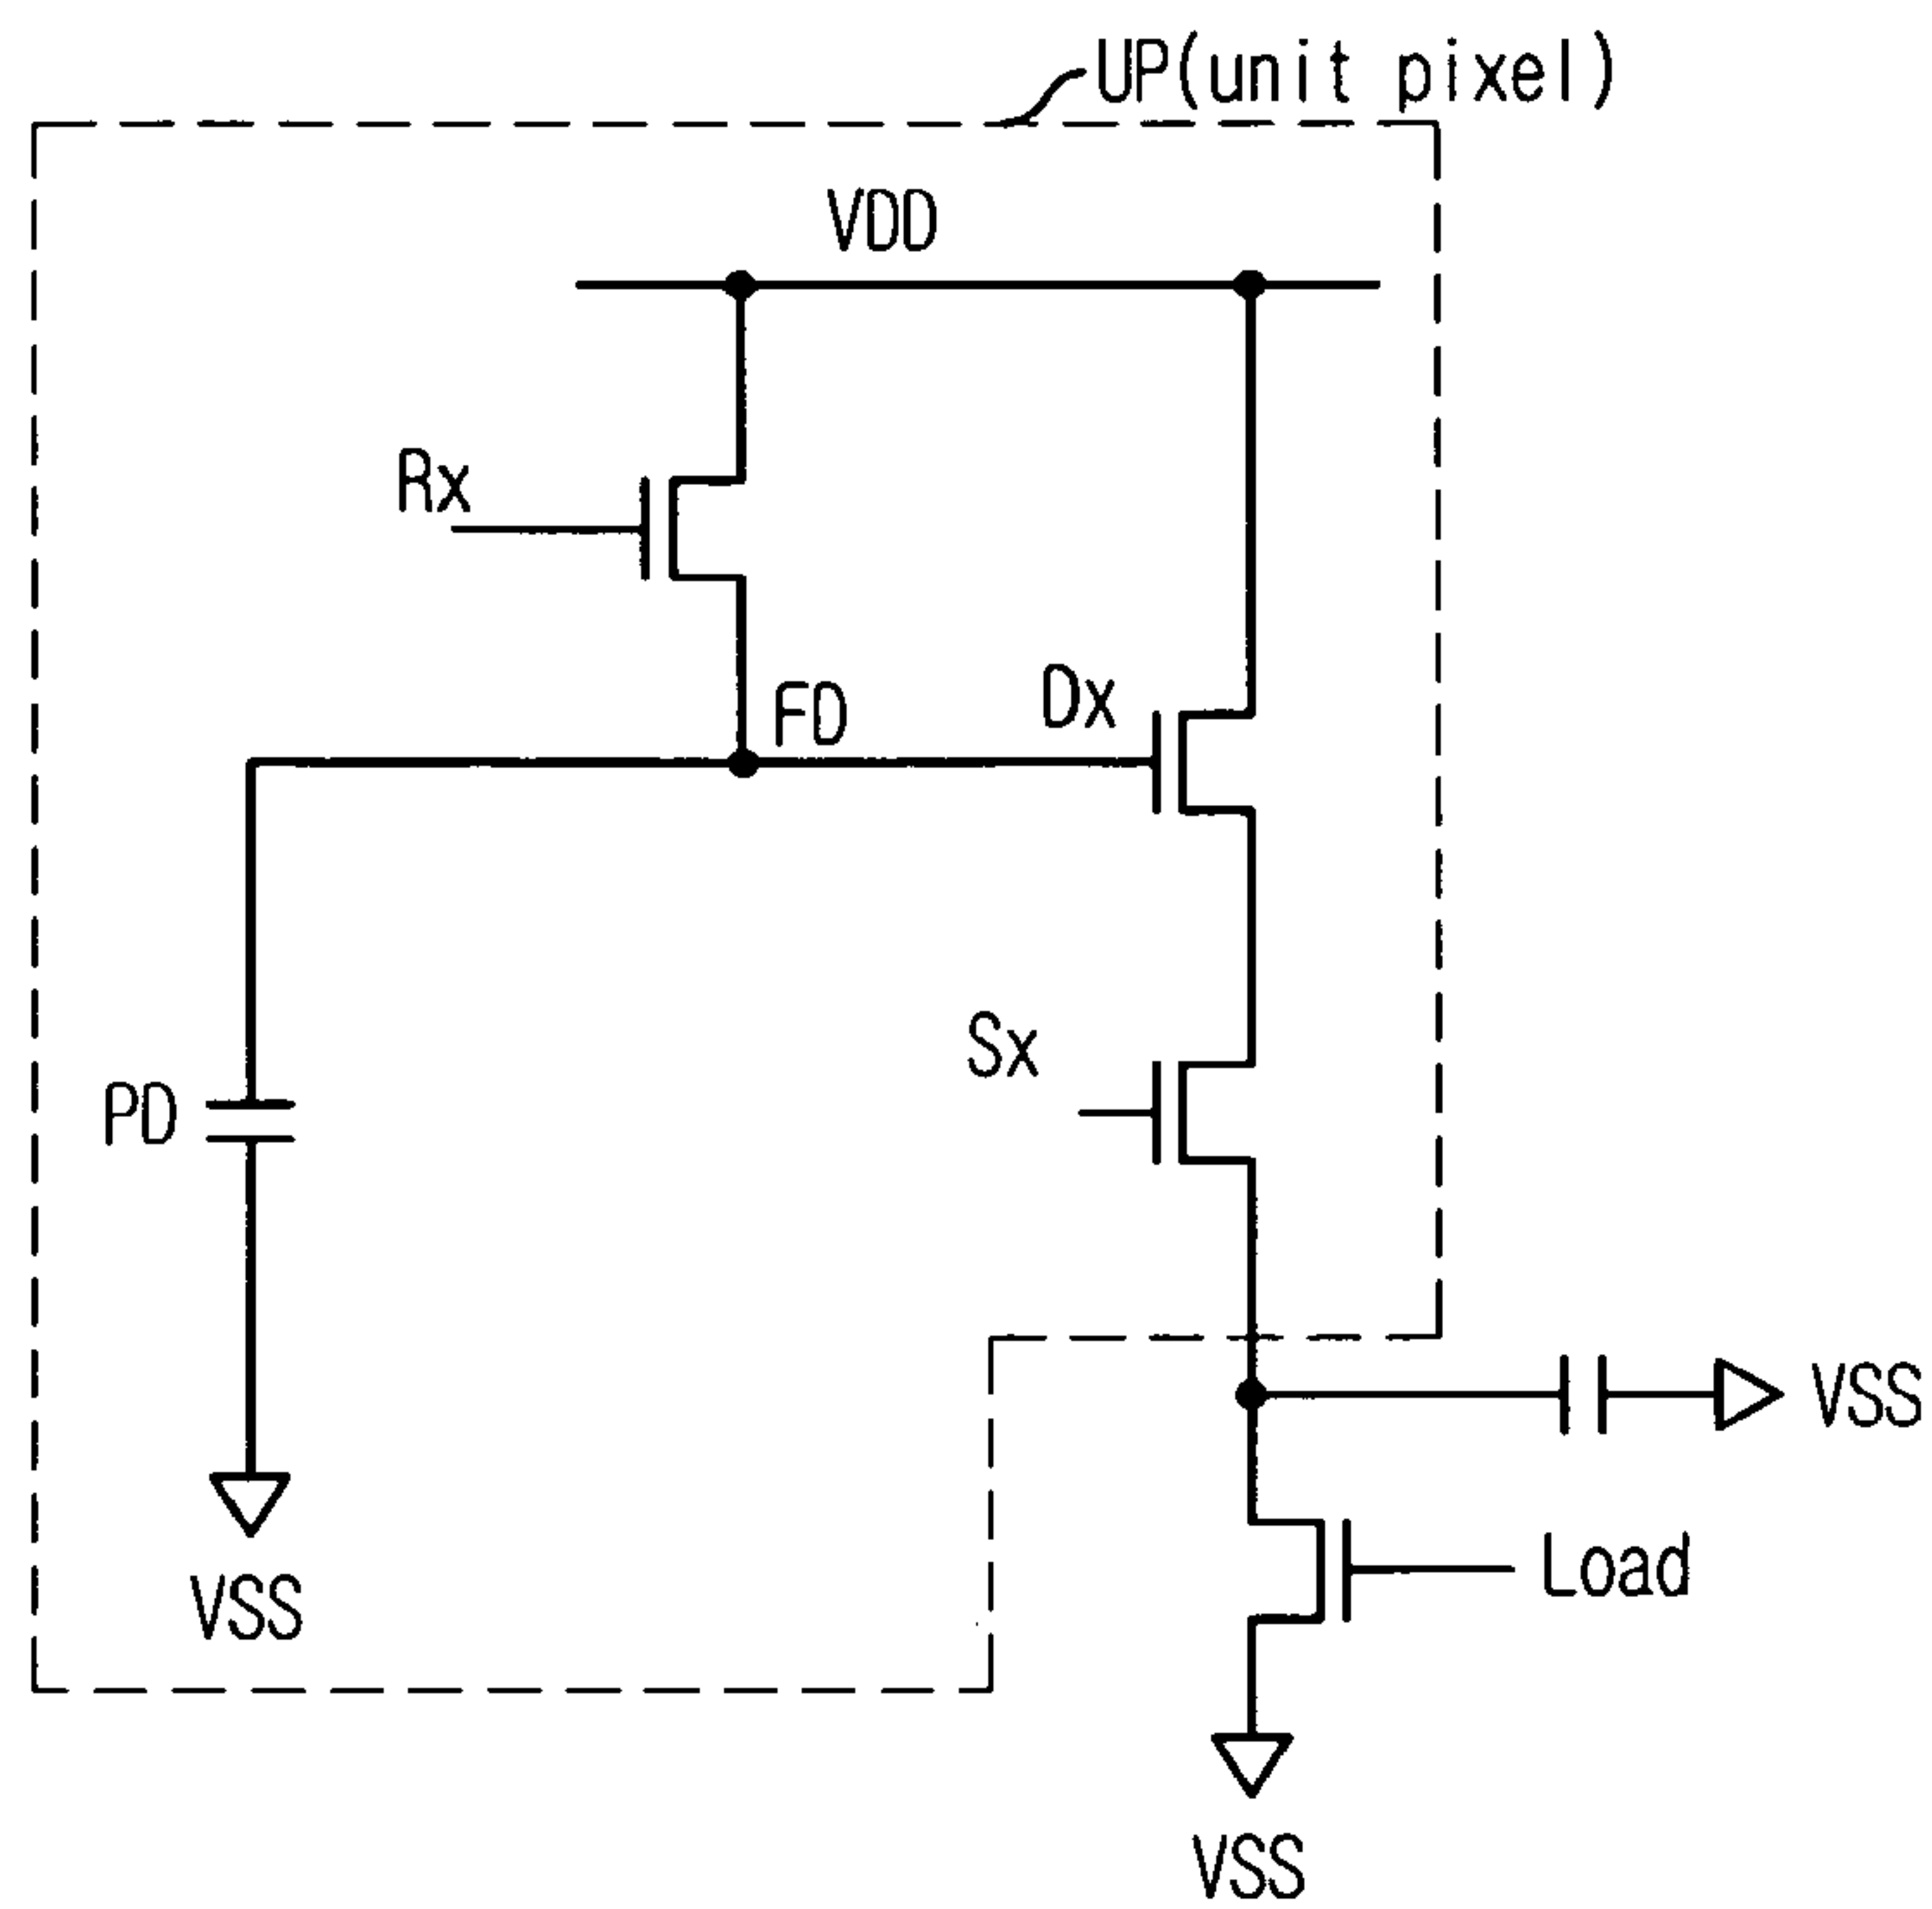 UP(unit pixel)
VDD
Rx
FD
Dx
Sx
PD
VSS
Load
VSS
VSS